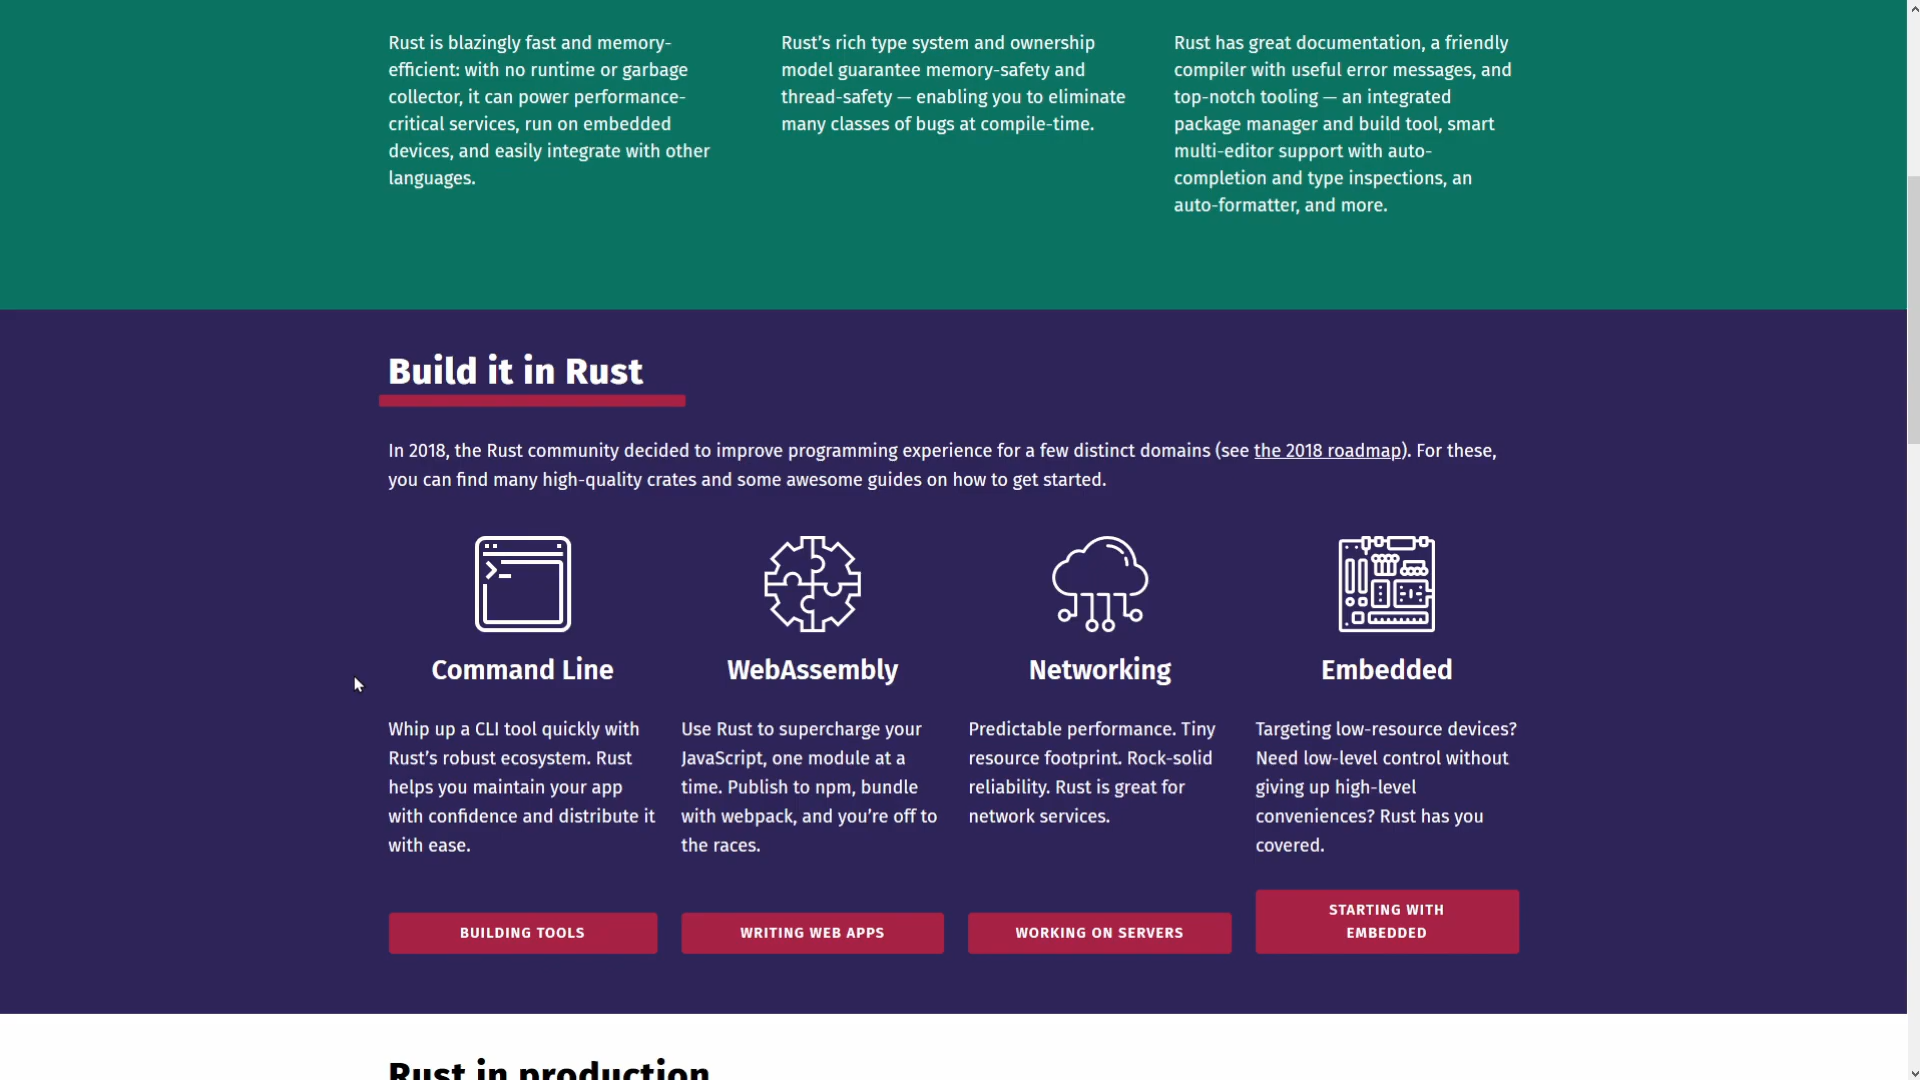 Rust is blazingly fast and memory-
efficient: with no runtime or garbage
collector, it can power performance-
critical services, run on embedded
devices, and easily integrate with other
languages.
Rust’s rich type system and ownership
model guarantee memory-safety and
thread-safety — enabling you to eliminate
many classes of bugs at compile-time.
Rust has great documentation, a friendly
compiler with useful error messages, and
top-notch tooling — an integrated
package manager and build tool, smart
multi-editor support with auto-
completion and type inspections, an
auto-formatter, and more.
Build it in Rust
In 2018, the Rust community decided to improve programming experience for a few distinct domains (see the 2018 roadmap). For these,
you can find many high-quality crates and some awesome guides on how to get started.
Command Line
Whip up a CLI tool quickly with
Rust’s robust ecosystem. Rust
helps you maintain your app
with confidence and distribute it
with ease.
BUILDING TOOLS
WebAssembly
Use Rust to supercharge your
JavaScript, one module at a
time. Publish to npm, bundle
with webpack, and you’re off to
the races.
WRITING WEB APPS
Networking
Predictable performance. Tiny
resource footprint. Rock-solid
reliability. Rust is great for
network services.
WORKING ON SERVERS
Embedded
Targeting low-resource devices?
Need low-level control without
giving up high-level
conveniences? Rust has you
covered.
STARTING WITH
EMBEDDED
Rust in production